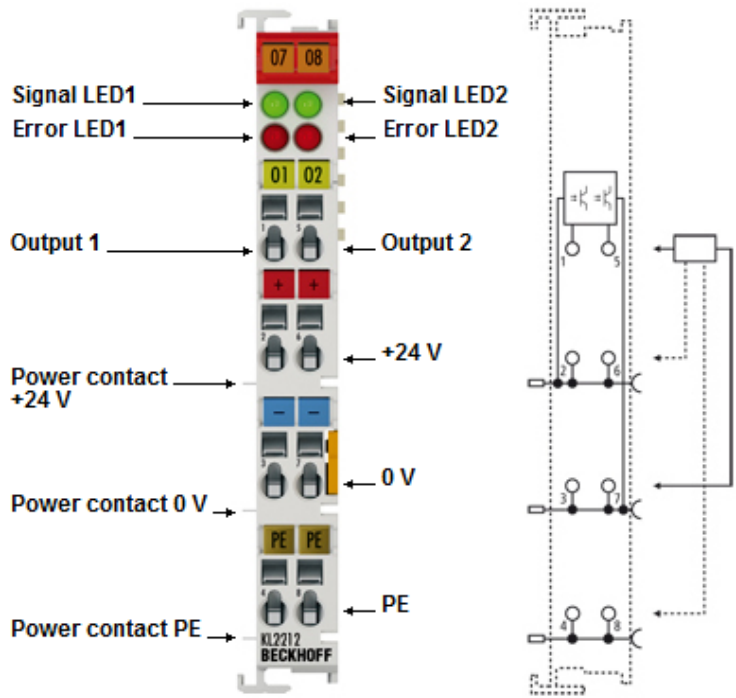 07 08
Signal LED1
Signal LED2
Error LED1
Error LED2
01 02
1 5
Output 1
Output 2
1 5
+ +
2 6
+24 V
2 6
Power contact
+24 V
- -
3 7
0 V
3 7
Power contact 0 V
PE PE
4 8
PE
4 8
Power contact PE
KL2212
BECKHOFF